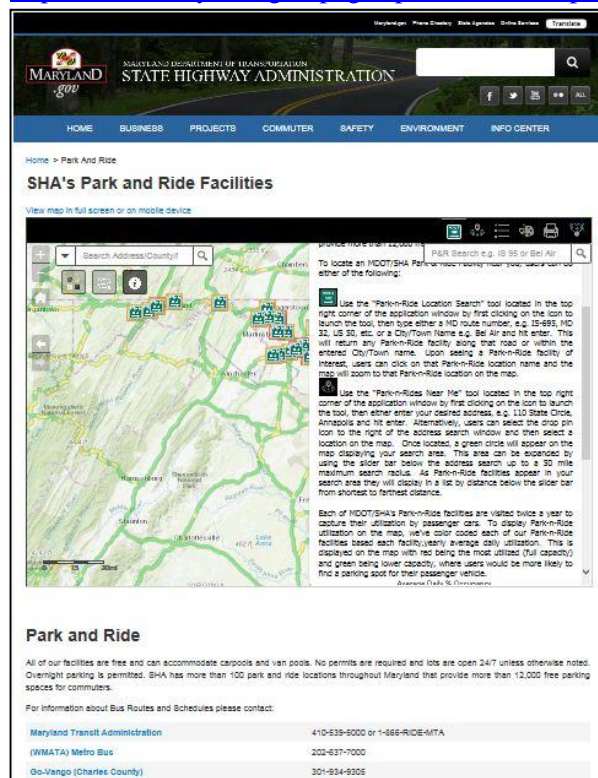 Maryland.gov Phone Directory State Agencies Online Services Translate
MARYLAND DEPARTMENT OF TRANSPORTATION
STATE HIGHWAY ADMINISTRATION
MARYLAND
.gov
ALL
HOME BUSINESS PROJECTS COMMUTER SAFETY ENVIRONMENT INFO CENTER
Home > Park And Ride
SHA's Park and Ride Facilities
View map in full screen or on mobile device
Search Address/County/
P&R Search e.g. IS 95 or Bel Air
provide more than 12,000
To locate an MDOT/SHA Park
either of the following:
Use the "Park-n-Ride Location Search" tool located in the top
right corner of the application window by first clicking on the icon to
launch the tool, then type either a MD route number, e.g. IS-695, MD
32, US 50, etc. or a City/Town Name e.g. Bel Air and hit enter. This
will return any Park-n-Ride facility along that road or within the
entered City/Town name. Upon seeing a Park-n-Ride facility of
interest, users can click on that Park-n-Ride location name and the
map will zoom to that Park-n-Ride location on the map.
Use the "Park-n-Rides Near Me" tool located in the top right
corner of the application window by first clicking on the icon to launch
the tool, then either enter your desired address, e.g. 110 State Circle,
Annapolis and hit enter. Alternatively, users can select the drop pin
icon to the right of the address search window and then select a
location on the map. Once located, a green circle will appear on the
map displaying your search area. This area can be expanded by
using the slider bar below the address search up to a 50 mile
maximum search radius. As Park-n-Ride facilities appear in your
search area they will display in a list by distance below the slider bar
from shortest to farthest distance.
Each of MDOT/SHA's Park-n-Ride facilities are visited twice a year to
capture their utilization by passenger cars. To display Park-n-Ride
utilization on the map, we've color coded each of our Park-n-Ride
facilities based each facility,yearly average daily utilization. This is
displayed on the map with red being the most utilized (full capacity)
and green being lower capacity, where users would be more likely to
find a parking spot for their passenger vehicle.
Average Daily % Occupancy
Winchester
Harrisonburg
Staunton
Charlottesville
0 15 30mi
Park and Ride
All of our facilities are free and can accommodate carpools and van pools. No permits are required and lots are open 24/7 unless otherwise noted.
Overnight parking is permitted. SHA has more than 100 park and ride locations throughout Maryland that provide more than 12,000 free parking
spaces for commuters.
For information about Bus Routes and Schedules please contact:
Maryland Transit Administration 410-539-5000 or 1-866-RIDE-MTA
(WMATA) Metro Bus 202-637-7000
Go-Vango (Charles County) 301-934-9305